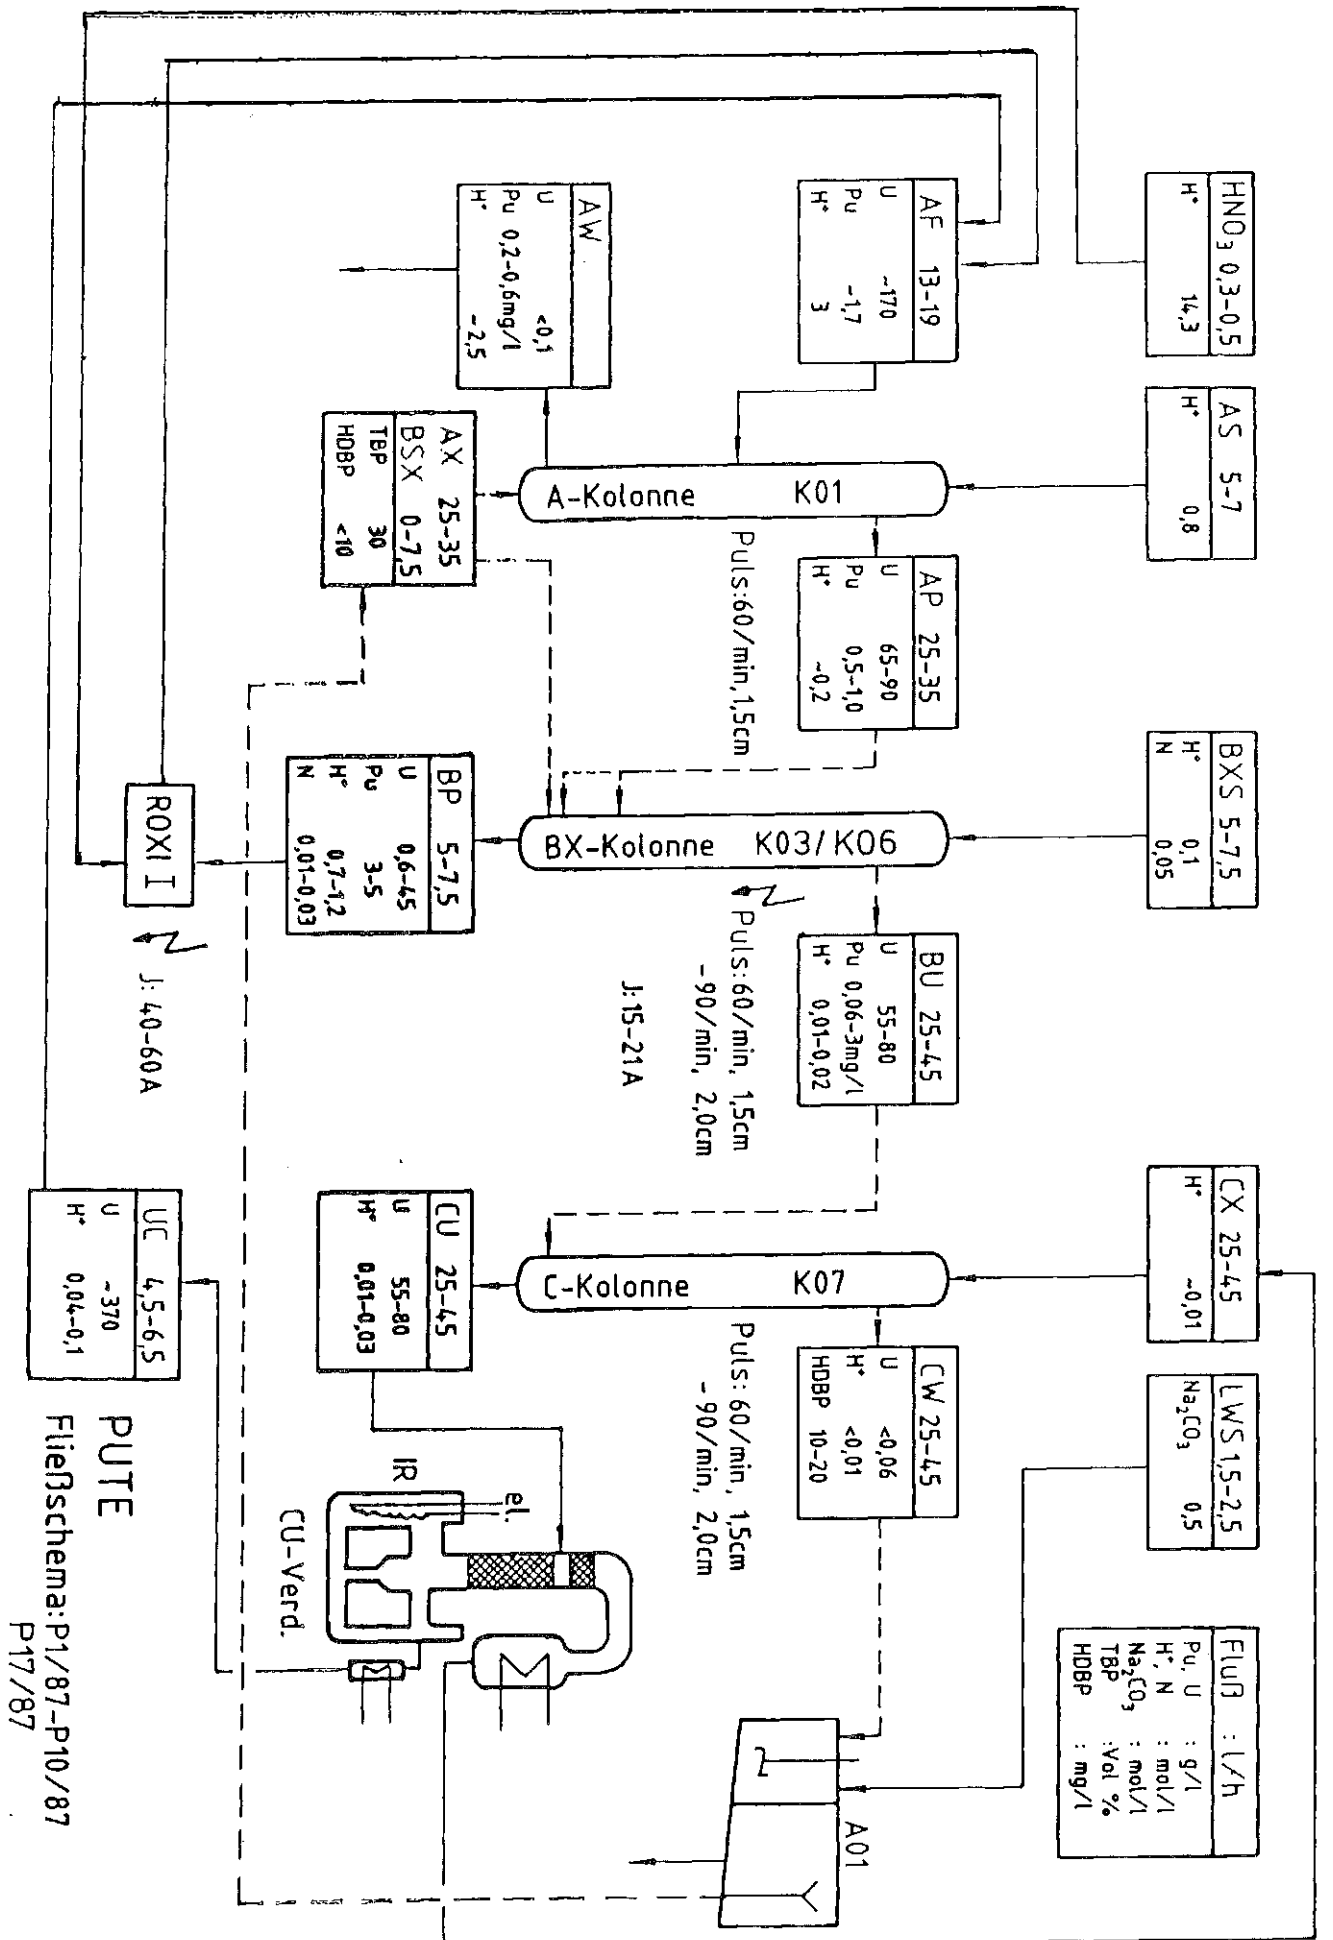 HNO₃ 0,3-0,5
H⁺ 14,3
AS 5-7
H⁺ 0,8
BXS 5-7,5
H⁺ 0,1
N 0,05
CX 25-45
H⁺ ~0,01
LWS 1,5-2,5
Na₂CO₃ 0,5
Fluß : l/h
Pu, U : g/l
H⁺, N : mol/l
Na₂CO₃ : mol/l
TBP : Vol %
HDBP : mg/l
AF 13-19
U ~170
Pu ~1,7
H⁺ 3
AP 25-35
U 65-90
Pu 0,5-1,0
H⁺ ~0,2
BU 25-45
U 55-80
Pu 0,06-3mg/l
H⁺ 0,01-0,02
CW 25-45
U <0,06
H⁺ <0,01
HDBP 10-20
A01
A-Kolonne K01
Puls:60/min,1,5cm
BX-Kolonne K03/K06
Puls:60/min, 1,5cm
-90/min, 2,0cm
J:15-21A
C-Kolonne K07
Puls: 60/min, 1,5cm
-90/min, 2,0cm
AW
U <0,1
Pu 0,2-0,6mg/l
H⁺ ~2,5
AX 25-35
BSX 0-7,5
TBP 30
HDBP <10
BP 5-7,5
U 0,6-45
Pu 3-5
H⁺ 0,7-1,2
N 0,01-0,03
CU 25-45
U 55-80
H⁺ 0,01-0,03
el.
IR
CU-Verd.
ROXI I
J: 40-60A
UC 4,5-6,5
U ~370
H⁺ 0,04-0,1
PUTE
Fließschema:P1/87-P10/87
P17/87